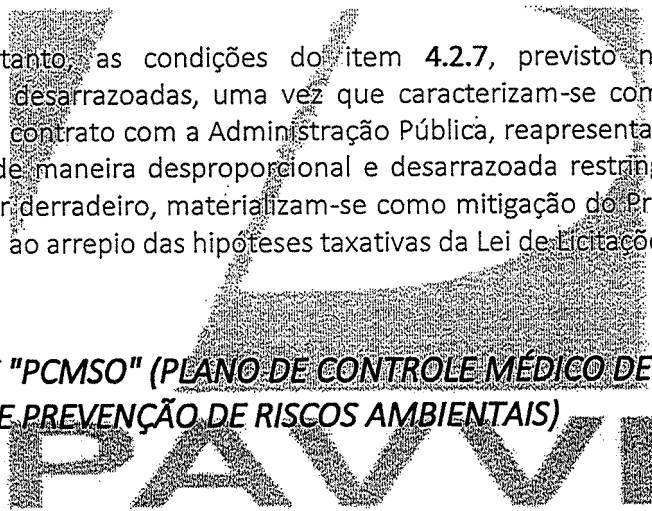 tanto, as condições do item 4.2.7, previsto n
desarrazoadas, uma vez que caracterizam-se com
contrato com a Administração Pública, reapresenta
de maneira desproporcional e desarrazoada restring
r derradeiro, materializam-se como mitigação do Pr
ao arrepio das hipóteses taxativas da Lei de Licitaçõe
"PCMSO" (PLANO DE CONTROLE MÉDICO DE
E PREVENÇÃO DE RISCOS AMBIENTAIS)
PAVVI